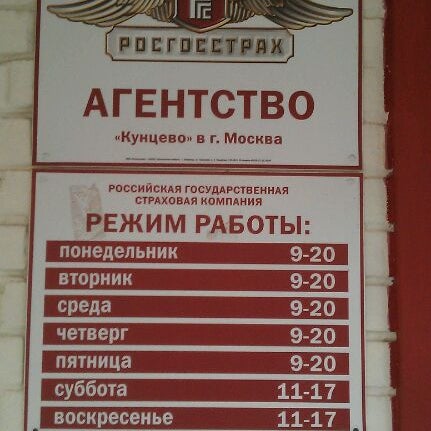 РГС
РОСГОССТРАХ
АГЕНТСТВО
«Кунцево» в г. Москва
РОССИЙСКАЯ ГОСУДАРСТВЕННАЯ
СТРАХОВАЯ КОМПАНИЯ
РЕЖИМ РАБОТЫ:
понедельник 9-20
вторник 9-20
среда 9-20
четверг 9-20
пятница 9-20
суббота 11-17
воскресенье 11-17